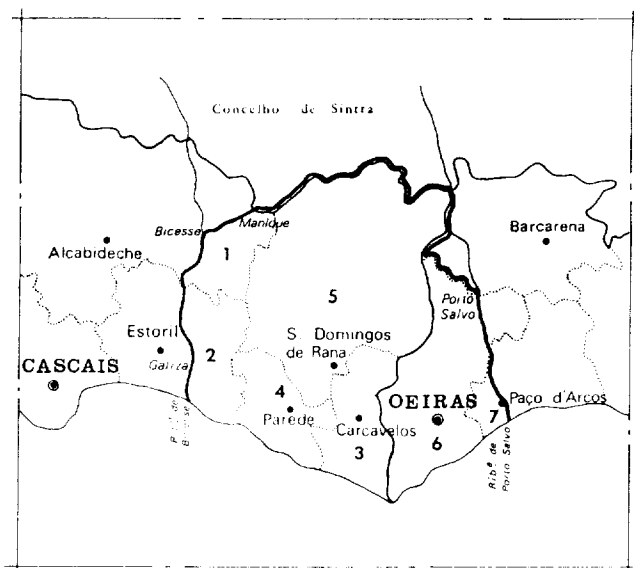 Concelho de Sintra
Bicesse
Manique
Alcabideche
Barcarena
1
5
Porto
Salvo
Estoril
Galiza
2
S. Domingos
de Rana
CASCAIS
4
Parede
OEIRAS
7
Paço d'Arcos
Carcavelos
3
6
Ribª de
Porto Salvo